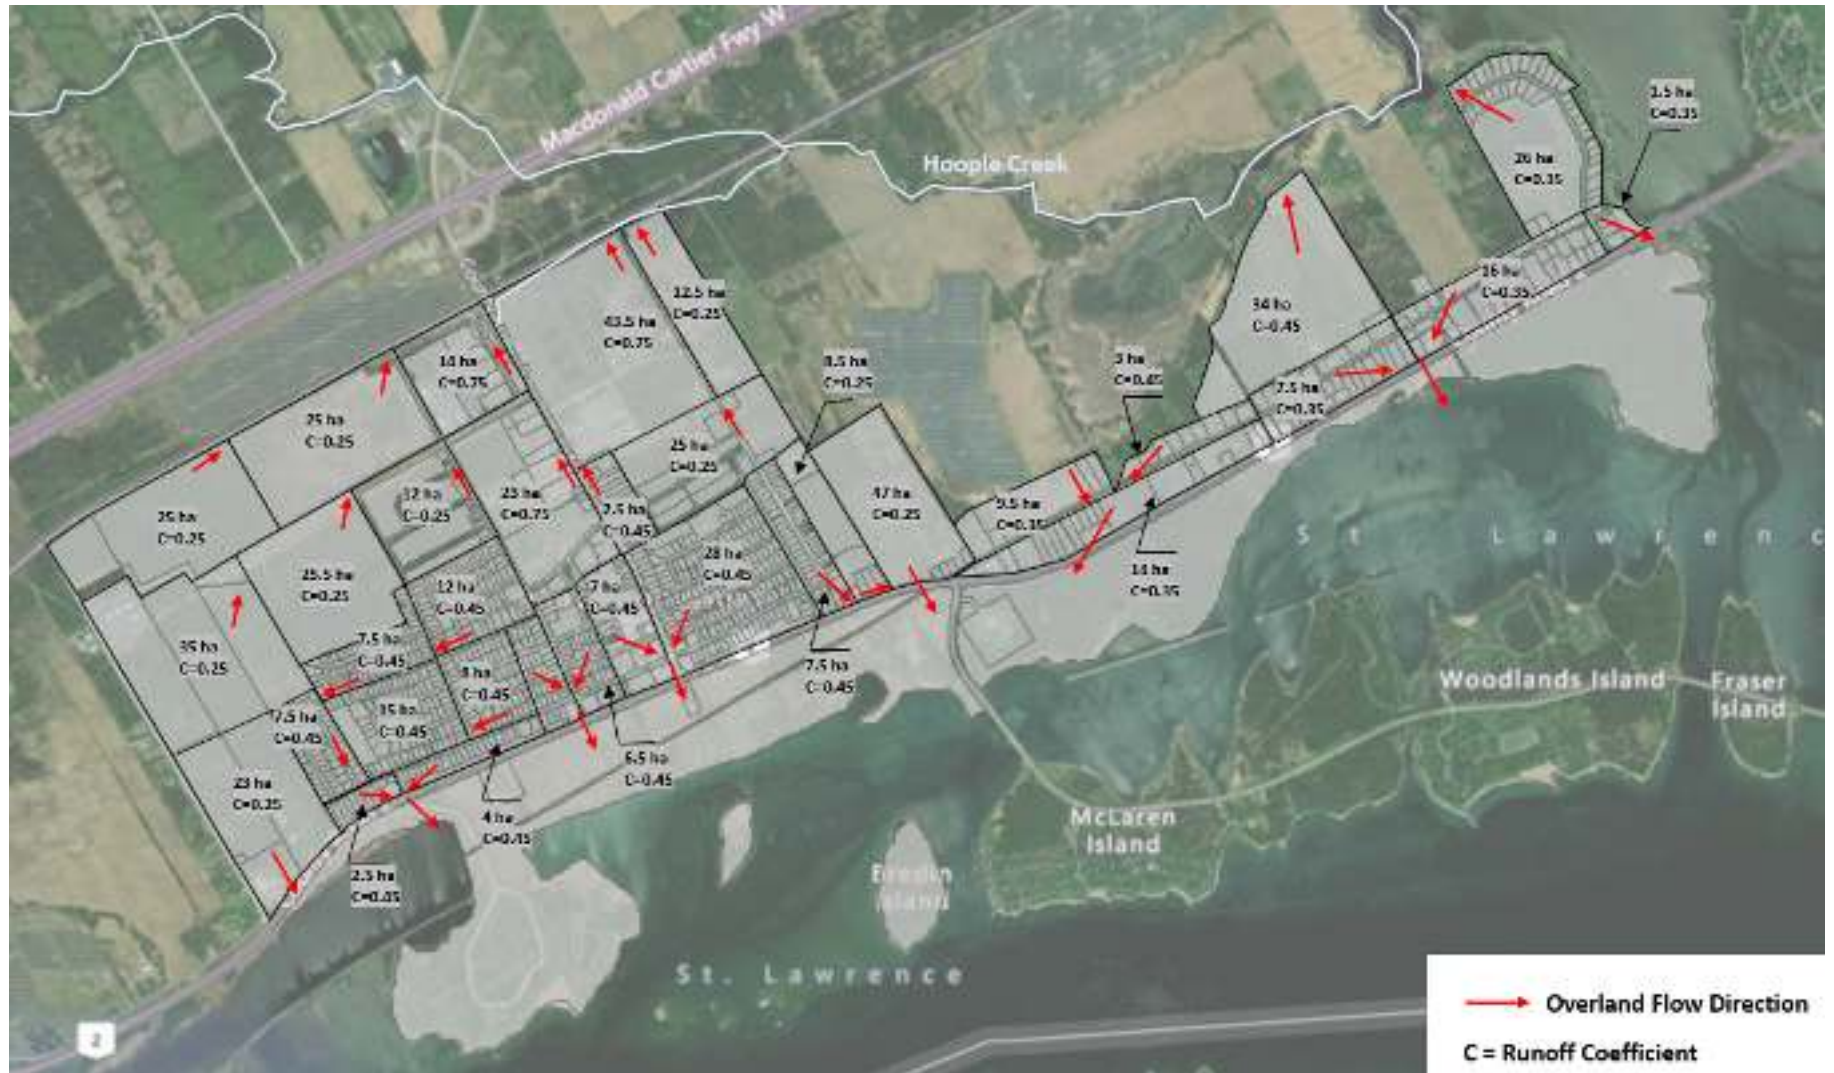 Macdonald Cartier Fwy W
Hoople Creek
1.5 ha
C=0.35
26 ha
C=0.35
16 ha
C=0.35
34 ha
C=0.45
12.5 ha
C=0.25
43.5 ha
C=0.75
14 ha
C=0.75
8.5 ha
C=0.25
3 ha
C=0.45
7.5 ha
C=0.35
25 ha
C=0.25
25 ha
C=0.25
25 ha
C=0.25
12 ha
C=0.25
23 ha
C=0.75
2.5 ha
C=0.45
47 ha
C=0.25
9.5 ha
C=0.35
14 ha
C=0.35
St. Lawrenc
25.5 ha
C=0.25
12 ha
C=0.45
7 ha
C=0.45
28 ha
C=0.45
35 ha
C=0.25
7.5 ha
C=0.45
8 ha
C=0.45
7.5 ha
C=0.45
7.5 ha
C=0.45
15 ha
C=0.45
23 ha
C=0.25
6.5 ha
C=0.45
4 ha
C=0.45
2.5 ha
C=0.45
Woodlands Island
Fraser
Island
McLaren
Island
Island
St. Lawrence
2
Overland Flow Direction
C = Runoff Coefficient